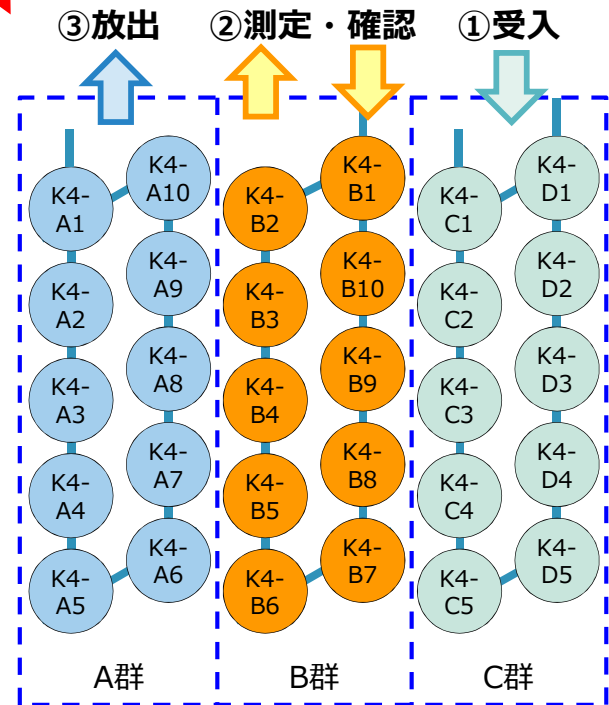 ③放出
②測定・確認
①受入
K4-
A1
K4-
A2
K4-
A3
K4-
A4
K4-
A5
K4-
A10
K4-
A9
K4-
A8
K4-
A7
K4-
A6
A群
K4-
B2
K4-
B3
K4-
B4
K4-
B5
K4-
B6
K4-
B1
K4-
B10
K4-
B9
K4-
B8
K4-
B7
B群
K4-
C1
K4-
C2
K4-
C3
K4-
C4
K4-
C5
K4-
D1
K4-
D2
K4-
D3
K4-
D4
K4-
D5
C群